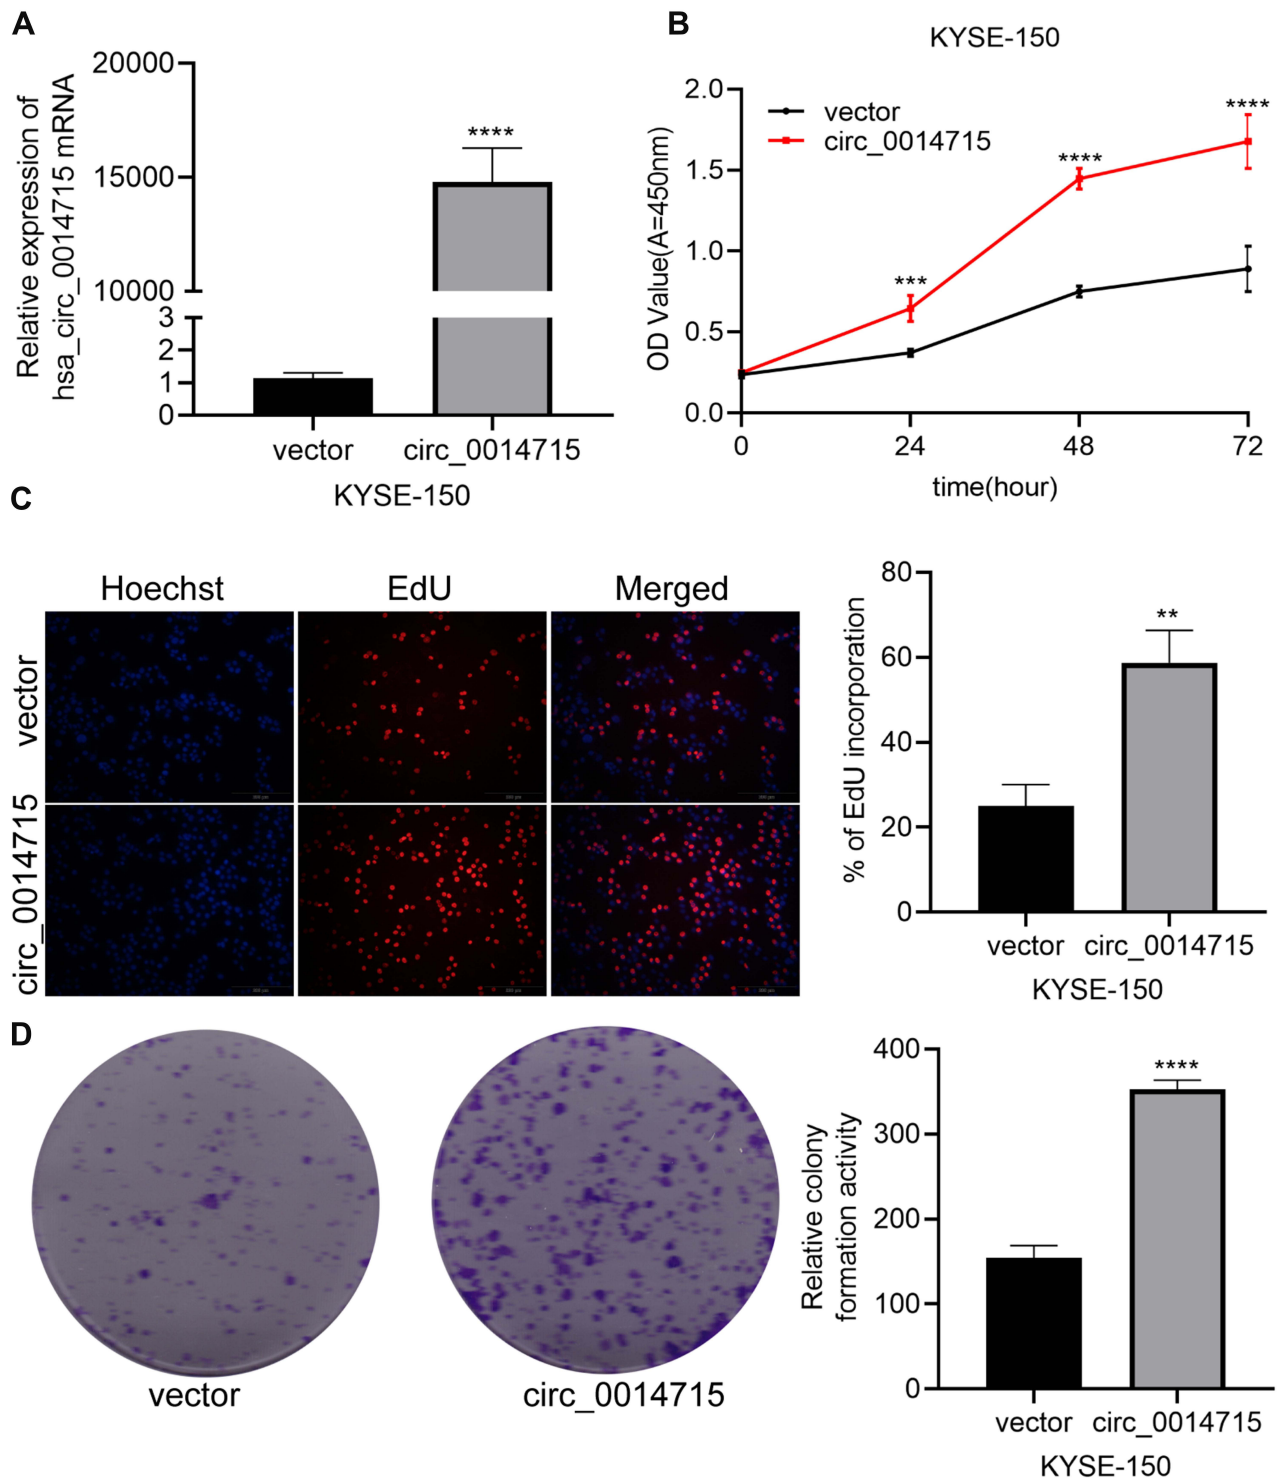 A
20000
15000
10000
3
2
1
0
Relative expression of
hsa_circ_0014715 mRNA
****
vector
circ_0014715
KYSE-150
B
KYSE-150
2.0
1.5
1.0
0.5
0.0
OD Value(A=450nm)
vector
circ_0014715
***
****
****
0
24
48
72
time(hour)
C
Hoechst
EdU
Merged
vector
circ_0014715
80
60
40
20
0
% of EdU incorporation
**
vector
circ_0014715
KYSE-150
D
vector
circ_0014715
400
300
200
100
0
Relative colony
formation activity
****
vector
circ_0014715
KYSE-150